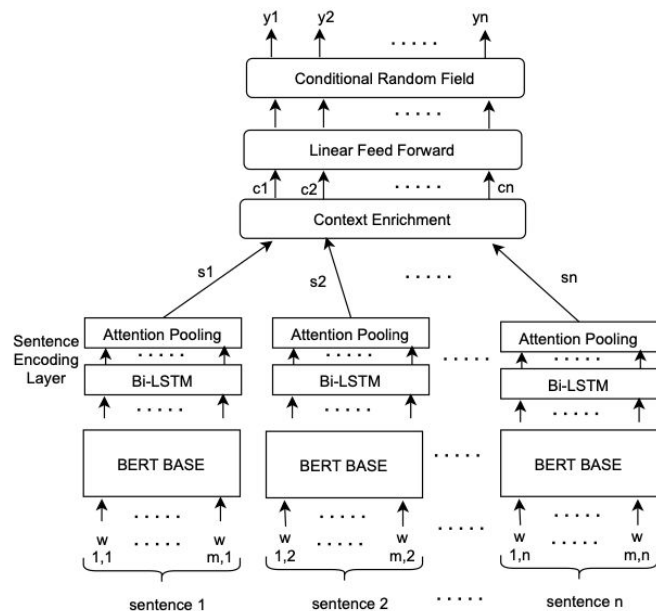 y1 y2 ..... yn
Conditional Random Field
.....
Linear Feed Forward
c1 c2 ..... cn
Context Enrichment
s1 s2 ..... sn
Sentence
Encoding
Layer
Attention Pooling Attention Pooling Attention Pooling
..... ..... ..... .....
Bi-LSTM Bi-LSTM Bi-LSTM
..... ..... .....
BERT BASE BERT BASE ..... BERT BASE
..... ..... .....
w ..... w w ..... w ..... w ..... w
1,1 m,1 1,2 m,2 1,n m,n
sentence 1 sentence 2 ..... sentence n